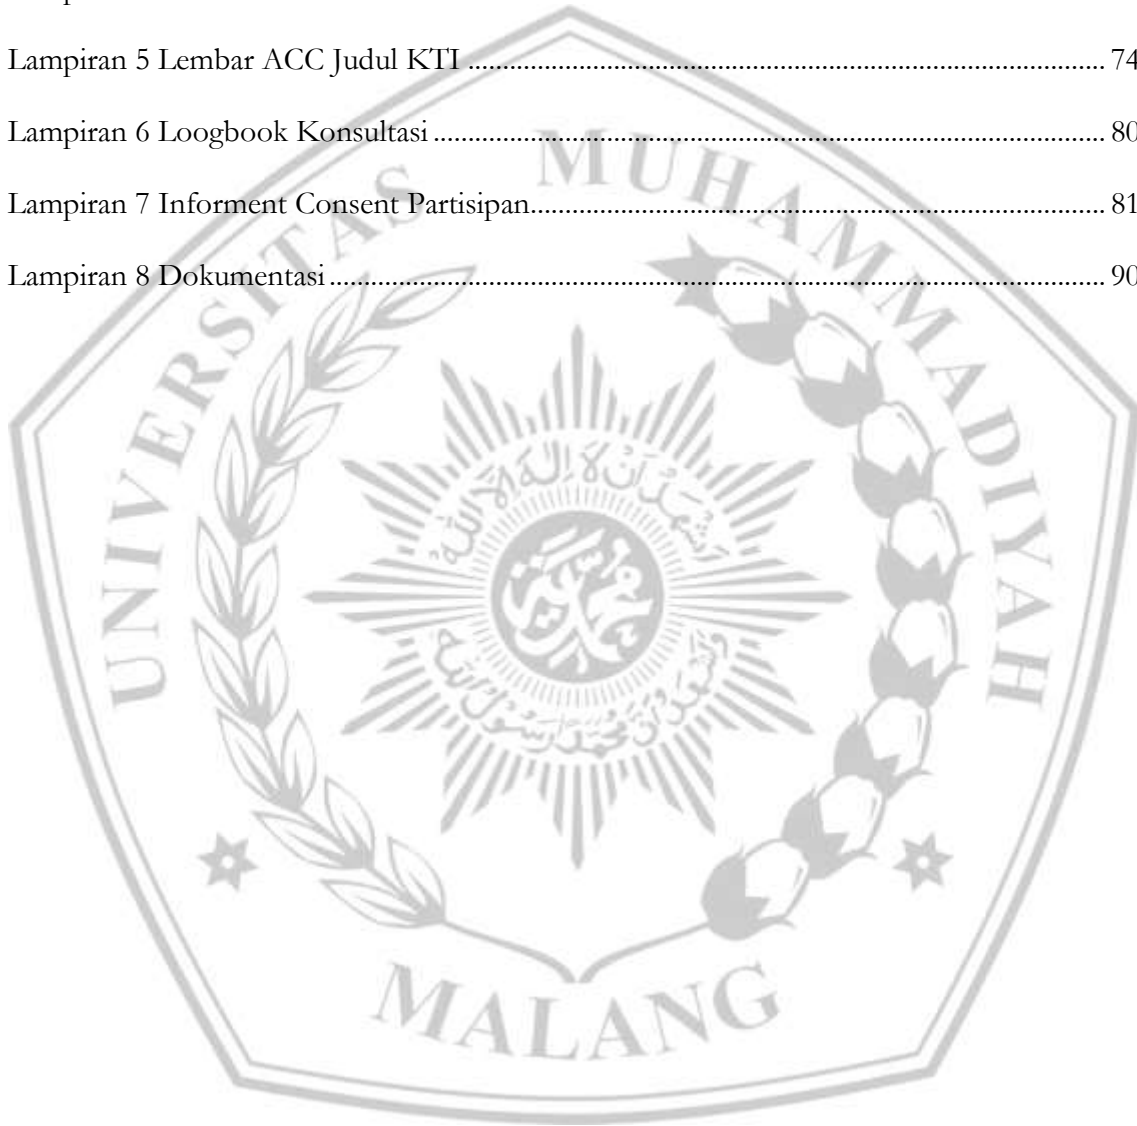 Lampiran 5 Lembar ACC Judul KTI ................................................................................ 74
Lampiran 6 Loogbook Konsultasi ................................................................................ 80
Lampiran 7 Informent Consent Partisipan........................................................................ 81
Lampiran 8 Dokumentasi ................................................................................................ 90
UNIVERSITAS MUHAMMADIYAH
MALANG